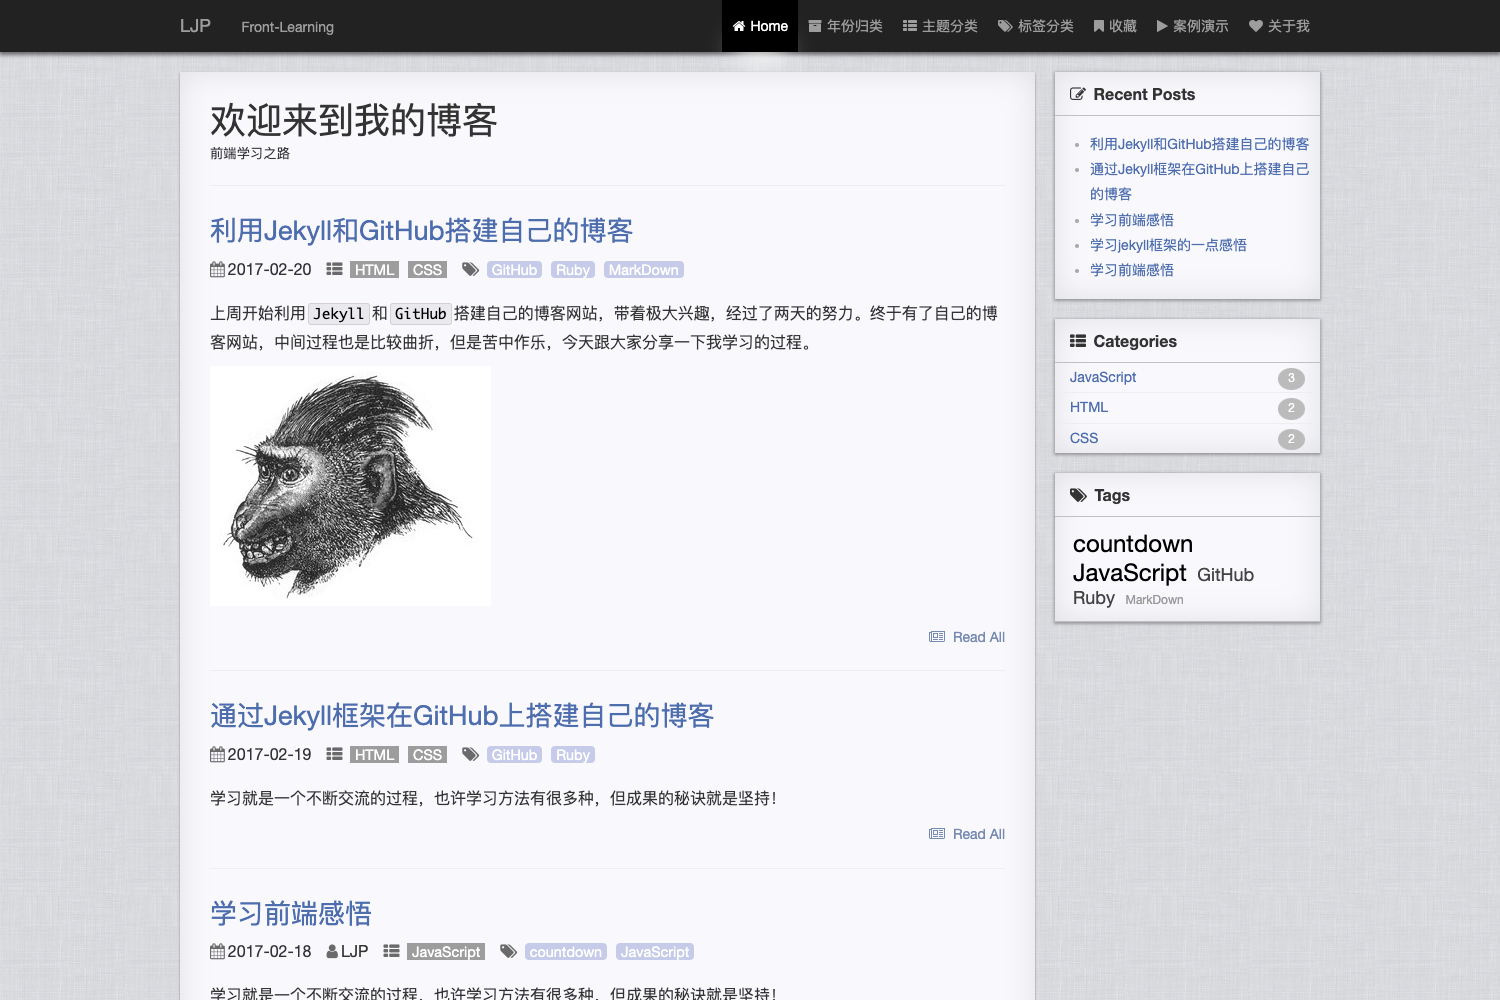 LJP Front-Learning Home 年份归类 主题分类 标签分类 收藏 案例演示 关于我
欢迎来到我的博客
前端学习之路
利用Jekyll和GitHub搭建自己的博客
2017-02-20 HTML CSS GitHub Ruby MarkDown
上周开始利用 Jekyll 和 GitHub 搭建自己的博客网站，带着极大兴趣，经过了两天的努力。终于有了自己的博
客网站，中间过程也是比较曲折，但是苦中作乐，今天跟大家分享一下我学习的过程。
Read All
通过Jekyll框架在GitHub上搭建自己的博客
2017-02-19 HTML CSS GitHub Ruby
学习就是一个不断交流的过程，也许学习方法有很多种，但成果的秘诀就是坚持！
Read All
学习前端感悟
2017-02-18 LJP JavaScript countdown JavaScript
学习就是一个不断交流的过程，也许学习方法有很多种，但成果的秘诀就是坚持！
Recent Posts
利用Jekyll和GitHub搭建自己的博客
通过Jekyll框架在GitHub上搭建自己
的博客
学习前端感悟
学习jekyll框架的一点感悟
学习前端感悟
Categories
JavaScript 3
HTML 2
CSS 2
Tags
countdown
JavaScript GitHub
Ruby MarkDown